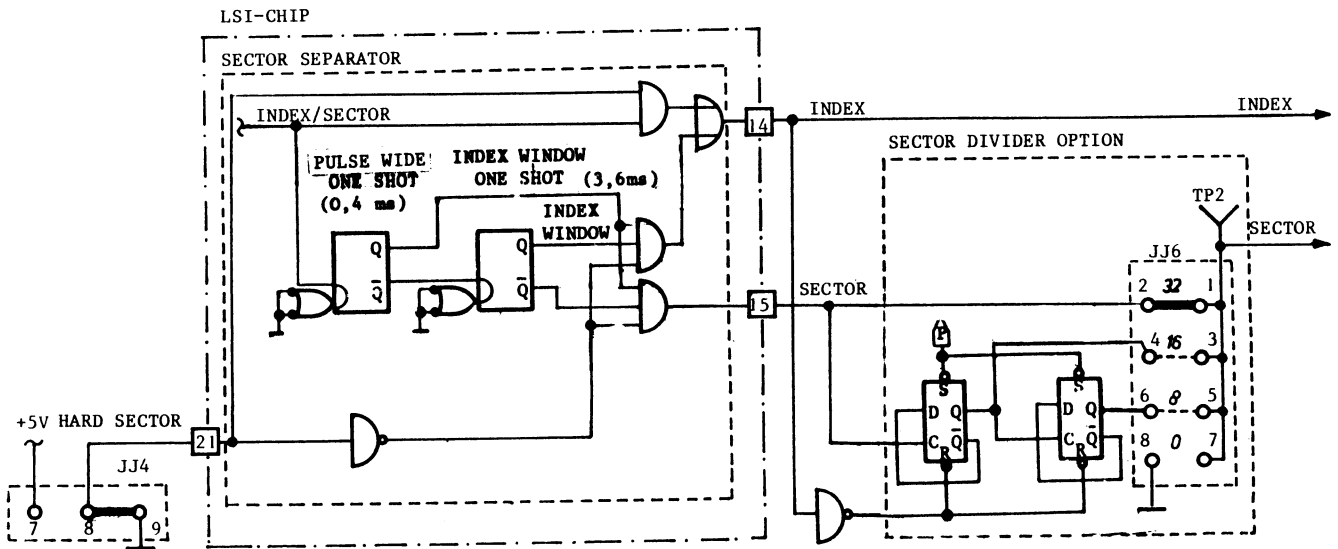 LSI-CHIP
SECTOR SEPARATOR
INDEX/SECTOR
PULSE WIDE
ONE SHOT
(0,4 ms)
INDEX WINDOW
ONE SHOT (3,6ms)
INDEX
WINDOW
Q
Q̅
Q
Q̅
14
INDEX
INDEX
15
SECTOR
SECTOR DIVIDER OPTION
TP2
SECTOR
JJ6
2 32 1
4 16 3
6 8 5
8 0 7
P
S
D Q
C Q̅
R
S
D Q
C Q̅
R
+5V HARD SECTOR
21
JJ4
7 8 9